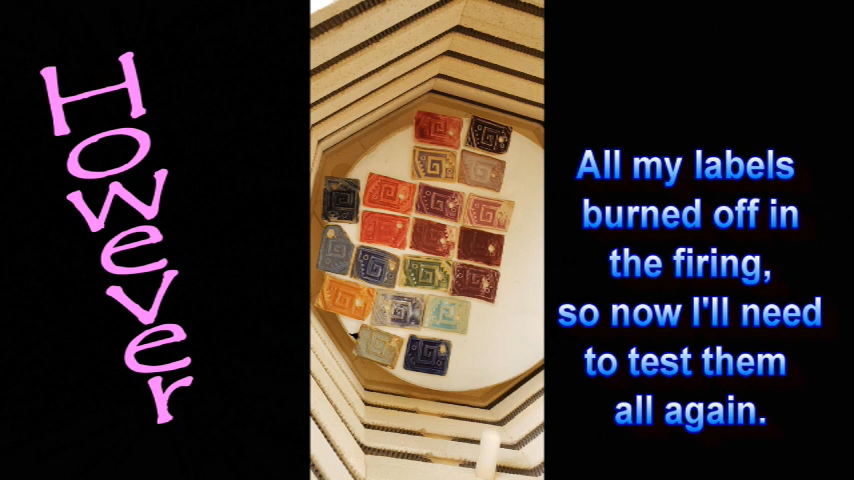 However
All my labels
burned off in
the firing,
so now I'll need
to test them
all again.